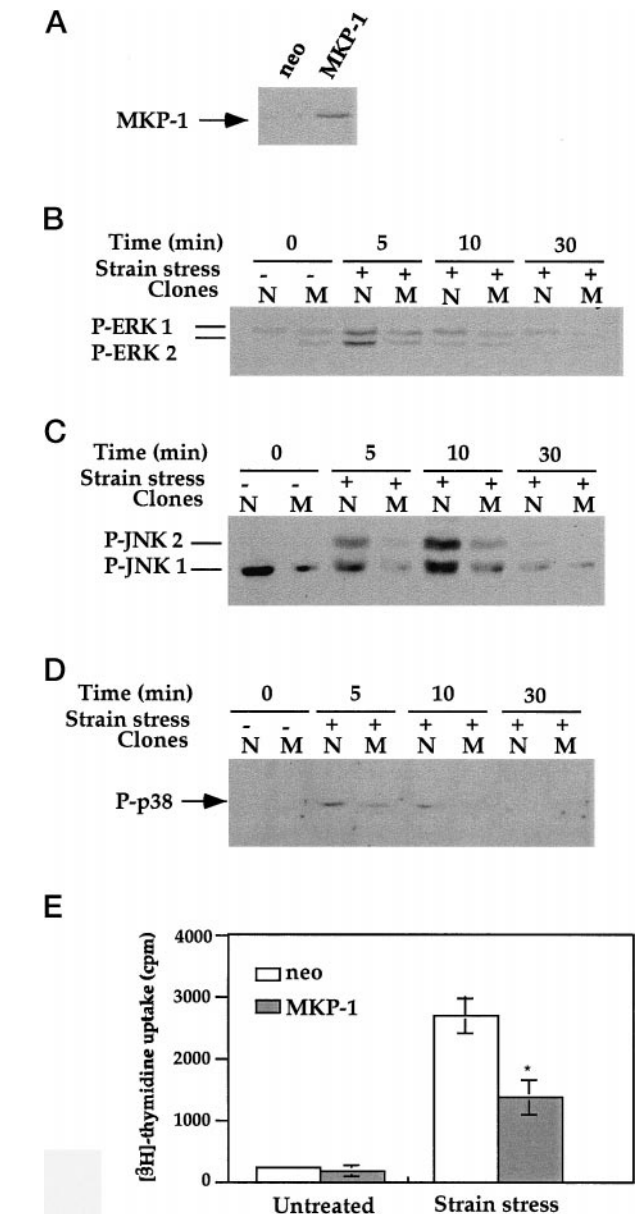 A
neo MKP-1
MKP-1
B
Time (min) 0 5 10 30
Strain stress - - + + + + + +
Clones N M N M N M N M
P-ERK 1
P-ERK 2
C
Time (min) 0 5 10 30
Strain stress - - + + + + + +
Clones N M N M N M N M
P-JNK 2
P-JNK 1
D
Time (min) 0 5 10 30
Strain stress - - + + + + + +
Clones N M N M N M N M
P-p38
E
[3H]-thymidine uptake (cpm)
4000
3000
2000
1000
0
neo
MKP-1
*
Untreated Strain stress